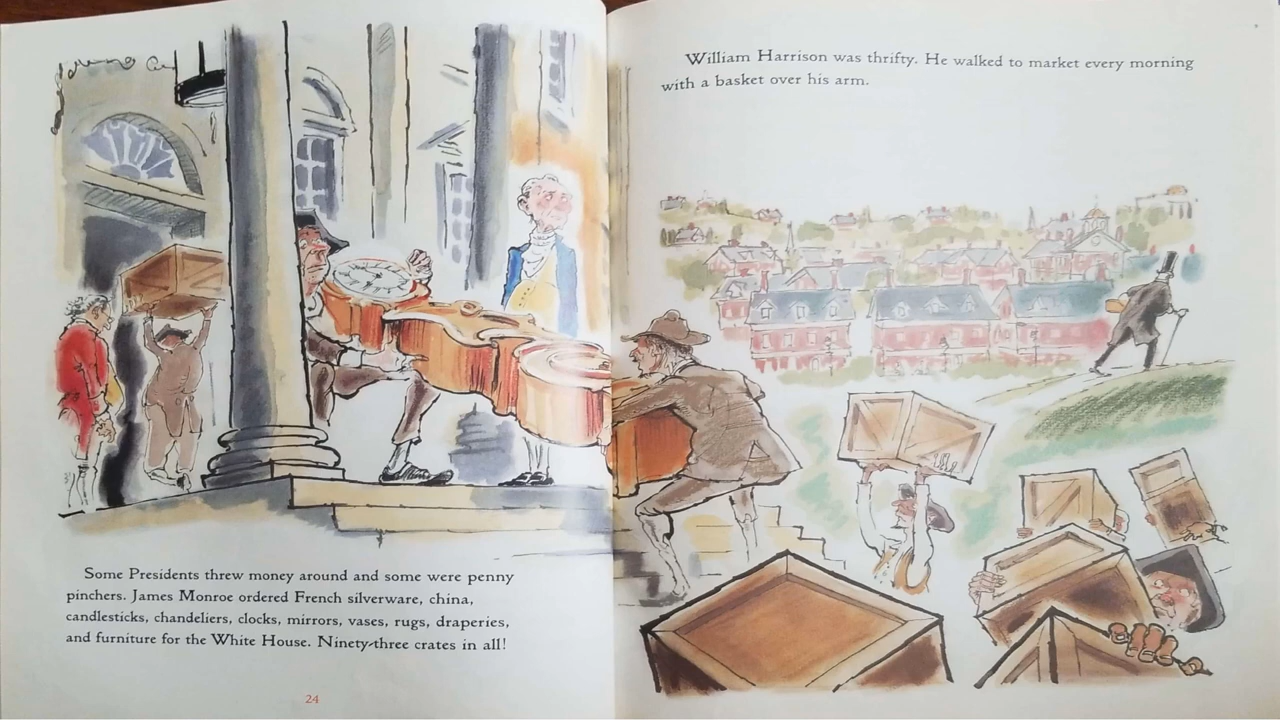 Some Presidents threw money around and some were penny
pinchers. James Monroe ordered French silverware, china,
candlesticks, chandeliers, clocks, mirrors, vases, rugs, draperies,
and furniture for the White House. Ninety-three crates in all!
24
William Harrison was thrifty. He walked to market every morning
with a basket over his arm.